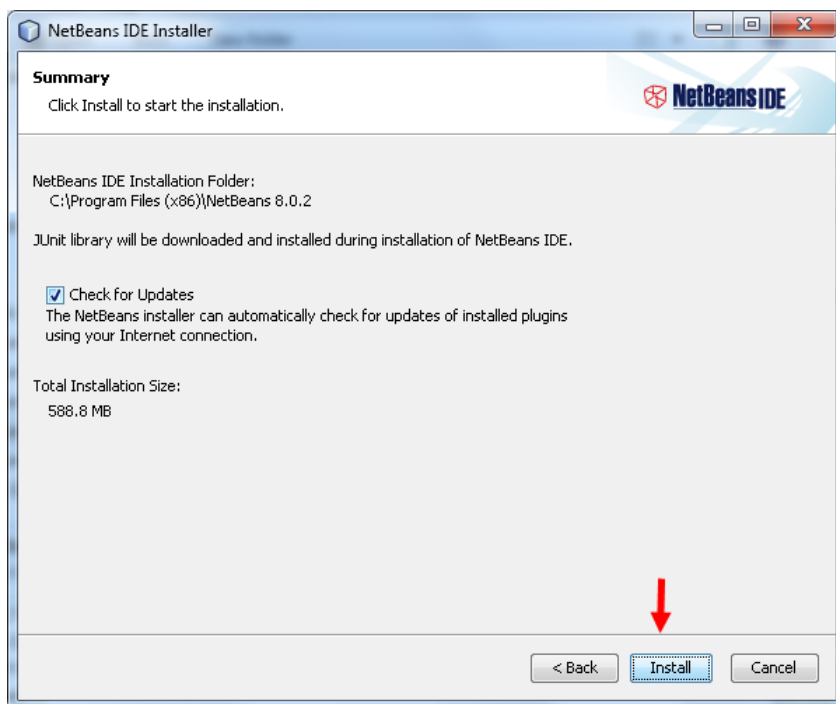 NetBeans IDE Installer
Summary
Click Install to start the installation.
NetBeans IDE
NetBeans IDE Installation Folder:
C:\Program Files (x86)\NetBeans 8.0.2
JUnit library will be downloaded and installed during installation of NetBeans IDE.
Check for Updates
The NetBeans installer can automatically check for updates of installed plugins
using your Internet connection.
Total Installation Size:
588.8 MB
< Back Install Cancel